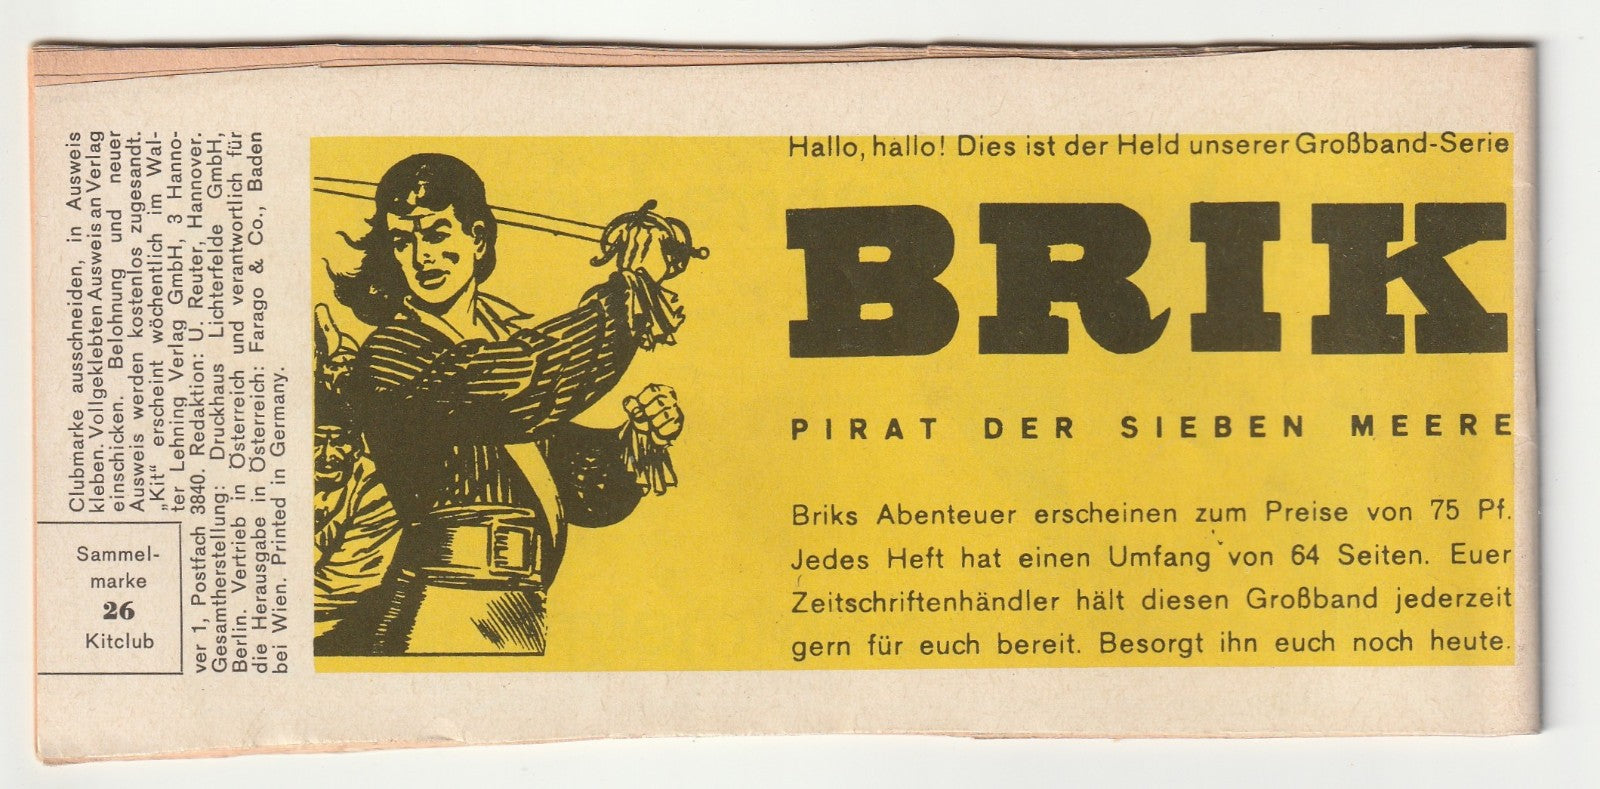 Clubmarke ausschneiden, in Ausweis
kleben. Vollgeklebten Ausweis an Verlag
einschicken. Belohnung und neuer
Ausweis werden kostenlos zugesandt.
„Kit“ erscheint wöchentlich im Wal-
ter Lehning Verlag GmbH, 3 Hanno-
ver 1, Postfach 3840. Redaktion: U. Reuter, Hannover.
Gesamtherstellung: Druckhaus Lichterfelde GmbH,
Berlin. Vertrieb in Österreich und verantwortlich für
die Herausgabe in Österreich: Farago & Co., Baden
bei Wien. Printed in Germany.
Sammel-
marke
26
Kitclub
Hallo, hallo! Dies ist der Held unserer Großband-Serie
BRIK
PIRAT DER SIEBEN MEERE
Briks Abenteuer erscheinen zum Preise von 75 Pf.
Jedes Heft hat einen Umfang von 64 Seiten. Euer
Zeitschriftenhändler hält diesen Großband jederzeit
gern für euch bereit. Besorgt ihn euch noch heute.